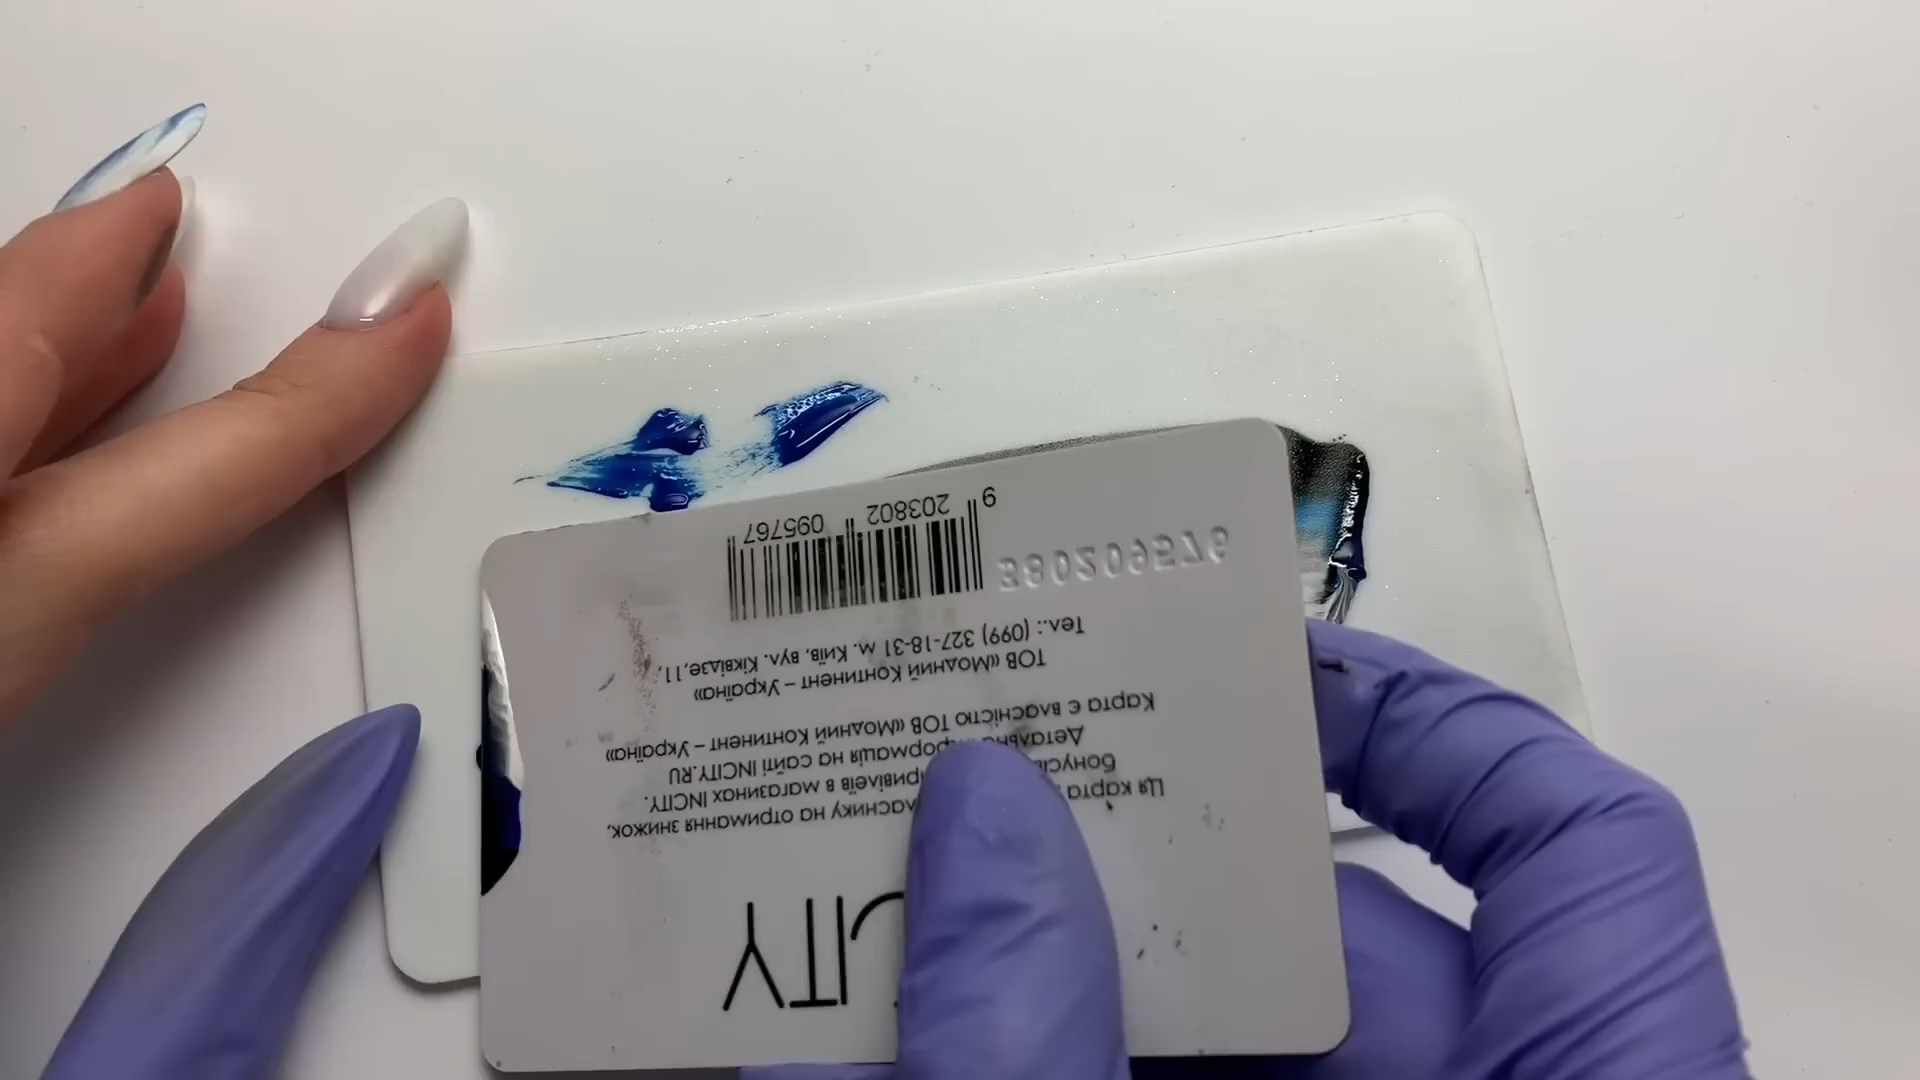 CITY
Ця карта власнику на отримання знижок,
бонусів привілеїв в магазинах INCITY.
Детальна інформація на сайті INCITY.RU
Карта є власністю ТОВ «Модний Континент – Україна»
ТОВ «Модний Континент – Україна»
Тел.: (099) 327-18-31 м. Київ, вул. Кіквідзе,11,
380209576
9 203802 095767